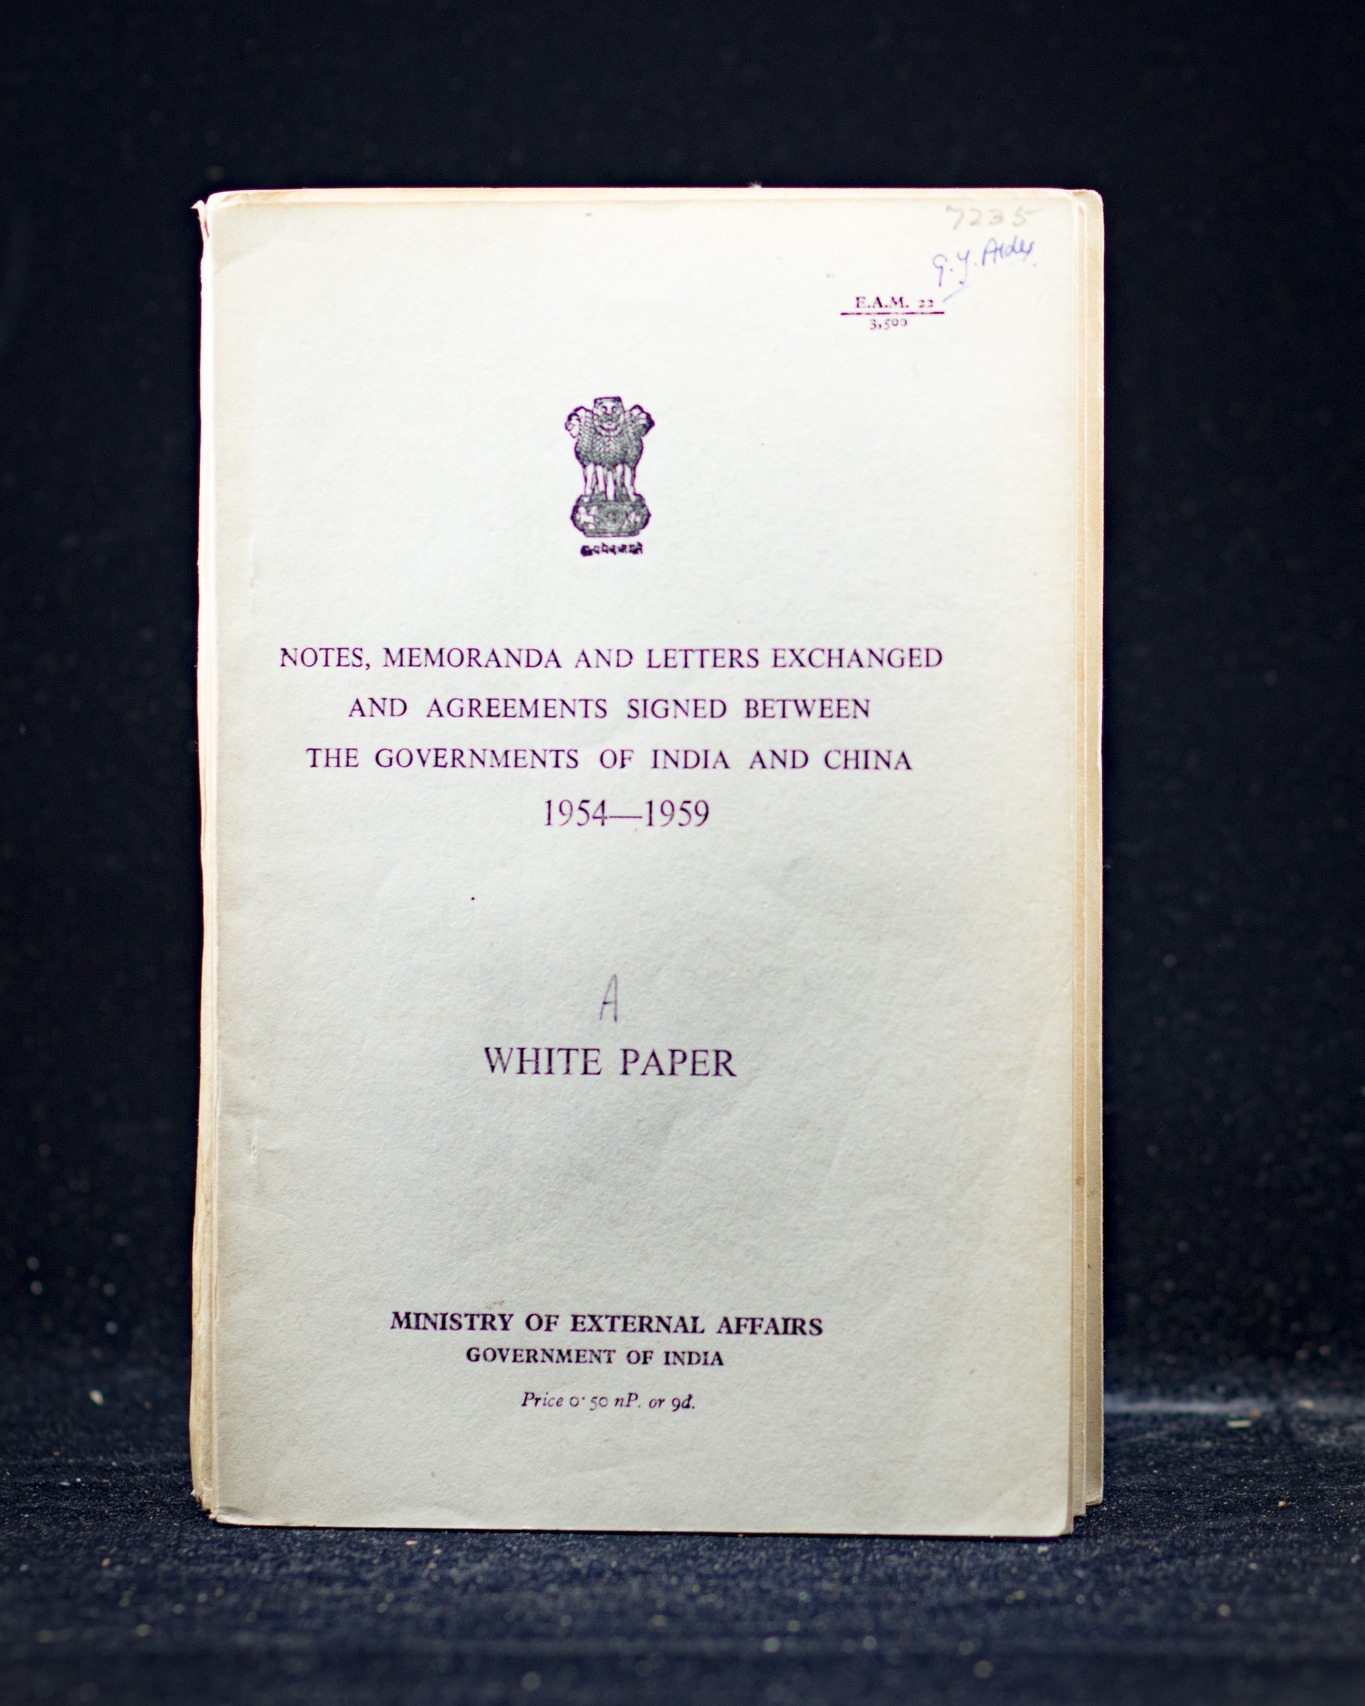 7235
G.Y.
E.A.M. 22
3,500
NOTES, MEMORANDA AND LETTERS EXCHANGED
AND AGREEMENTS SIGNED BETWEEN
THE GOVERNMENTS OF INDIA AND CHINA
1954—1959
A
WHITE PAPER
MINISTRY OF EXTERNAL AFFAIRS
GOVERNMENT OF INDIA
Price 0·50 nP. or 9d.